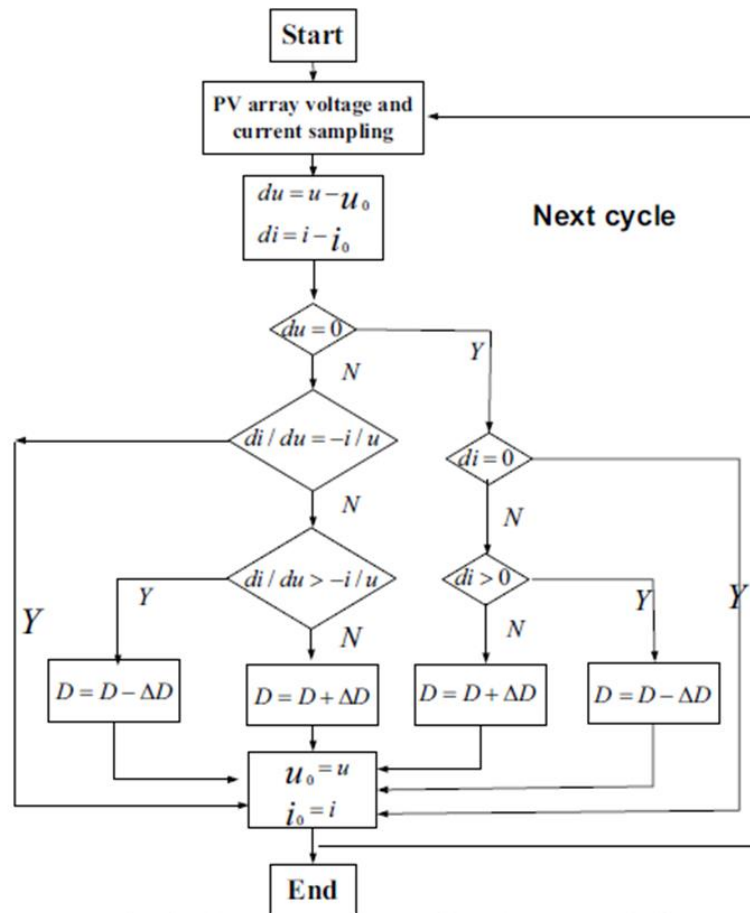 Start
PV array voltage and
current sampling
du = u − u₀
di = i − i₀
Next cycle
du = 0
Y
N
di / du = −i / u
di = 0
N
N
di / du > −i / u
di > 0
Y
Y
Y
Y
N
N
D = D − ΔD
D = D + ΔD
D = D + ΔD
D = D − ΔD
u₀ = u
i₀ = i
End